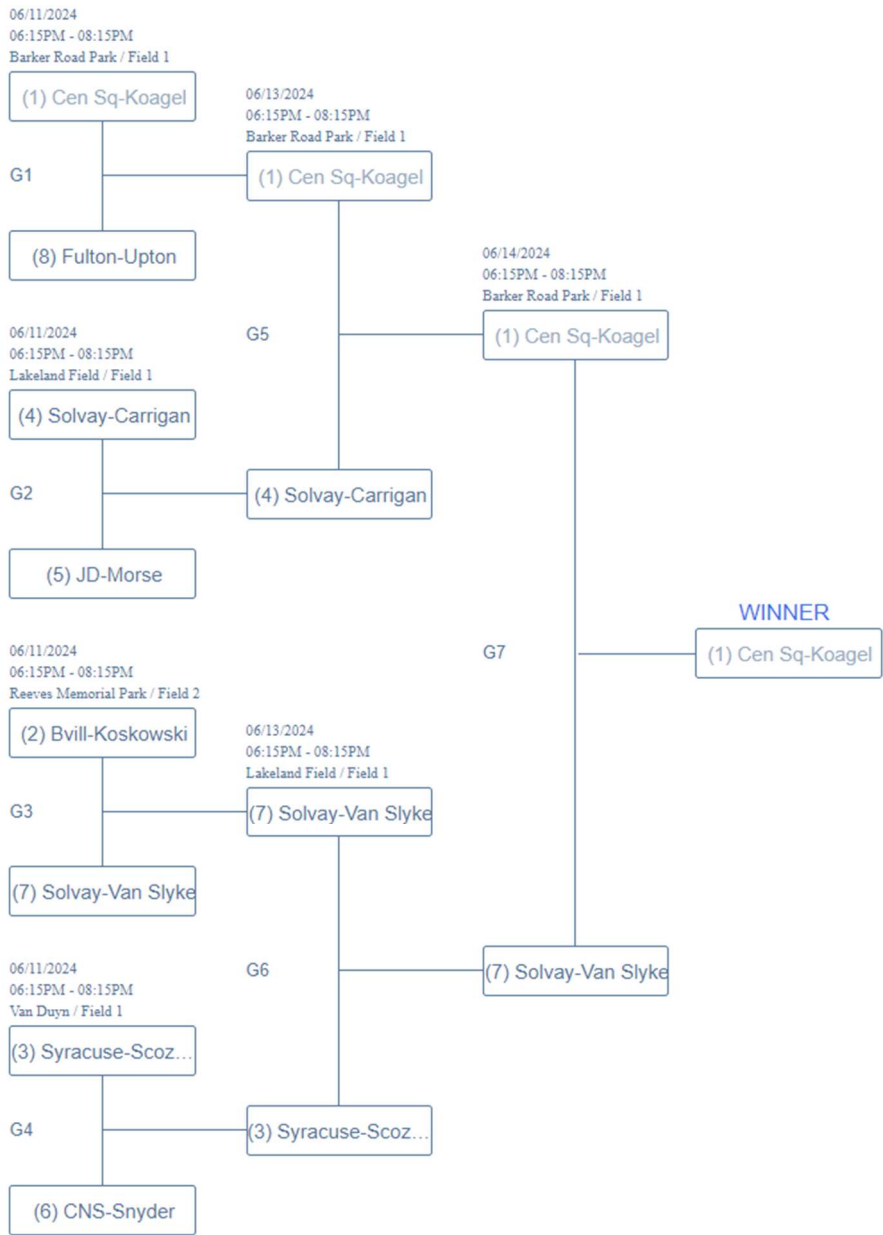 06/11/2024
06:15PM - 08:15PM
Barker Road Park / Field 1
(1) Cen Sq-Koagel
G1
(8) Fulton-Upton
06/11/2024
06:15PM - 08:15PM
Lakeland Field / Field 1
(4) Solvay-Carrigan
G2
(5) JD-Morse
06/11/2024
06:15PM - 08:15PM
Reeves Memorial Park / Field 2
(2) Bvill-Koskowski
G3
(7) Solvay-Van Slyke
06/11/2024
06:15PM - 08:15PM
Van Duyn / Field 1
(3) Syracuse-Scoz...
G4
(6) CNS-Snyder
06/13/2024
06:15PM - 08:15PM
Barker Road Park / Field 1
(1) Cen Sq-Koagel
G5
(4) Solvay-Carrigan
06/13/2024
06:15PM - 08:15PM
Lakeland Field / Field 1
(7) Solvay-Van Slyke
G6
(3) Syracuse-Scoz...
06/14/2024
06:15PM - 08:15PM
Barker Road Park / Field 1
(1) Cen Sq-Koagel
G7
(7) Solvay-Van Slyke
WINNER
(1) Cen Sq-Koagel